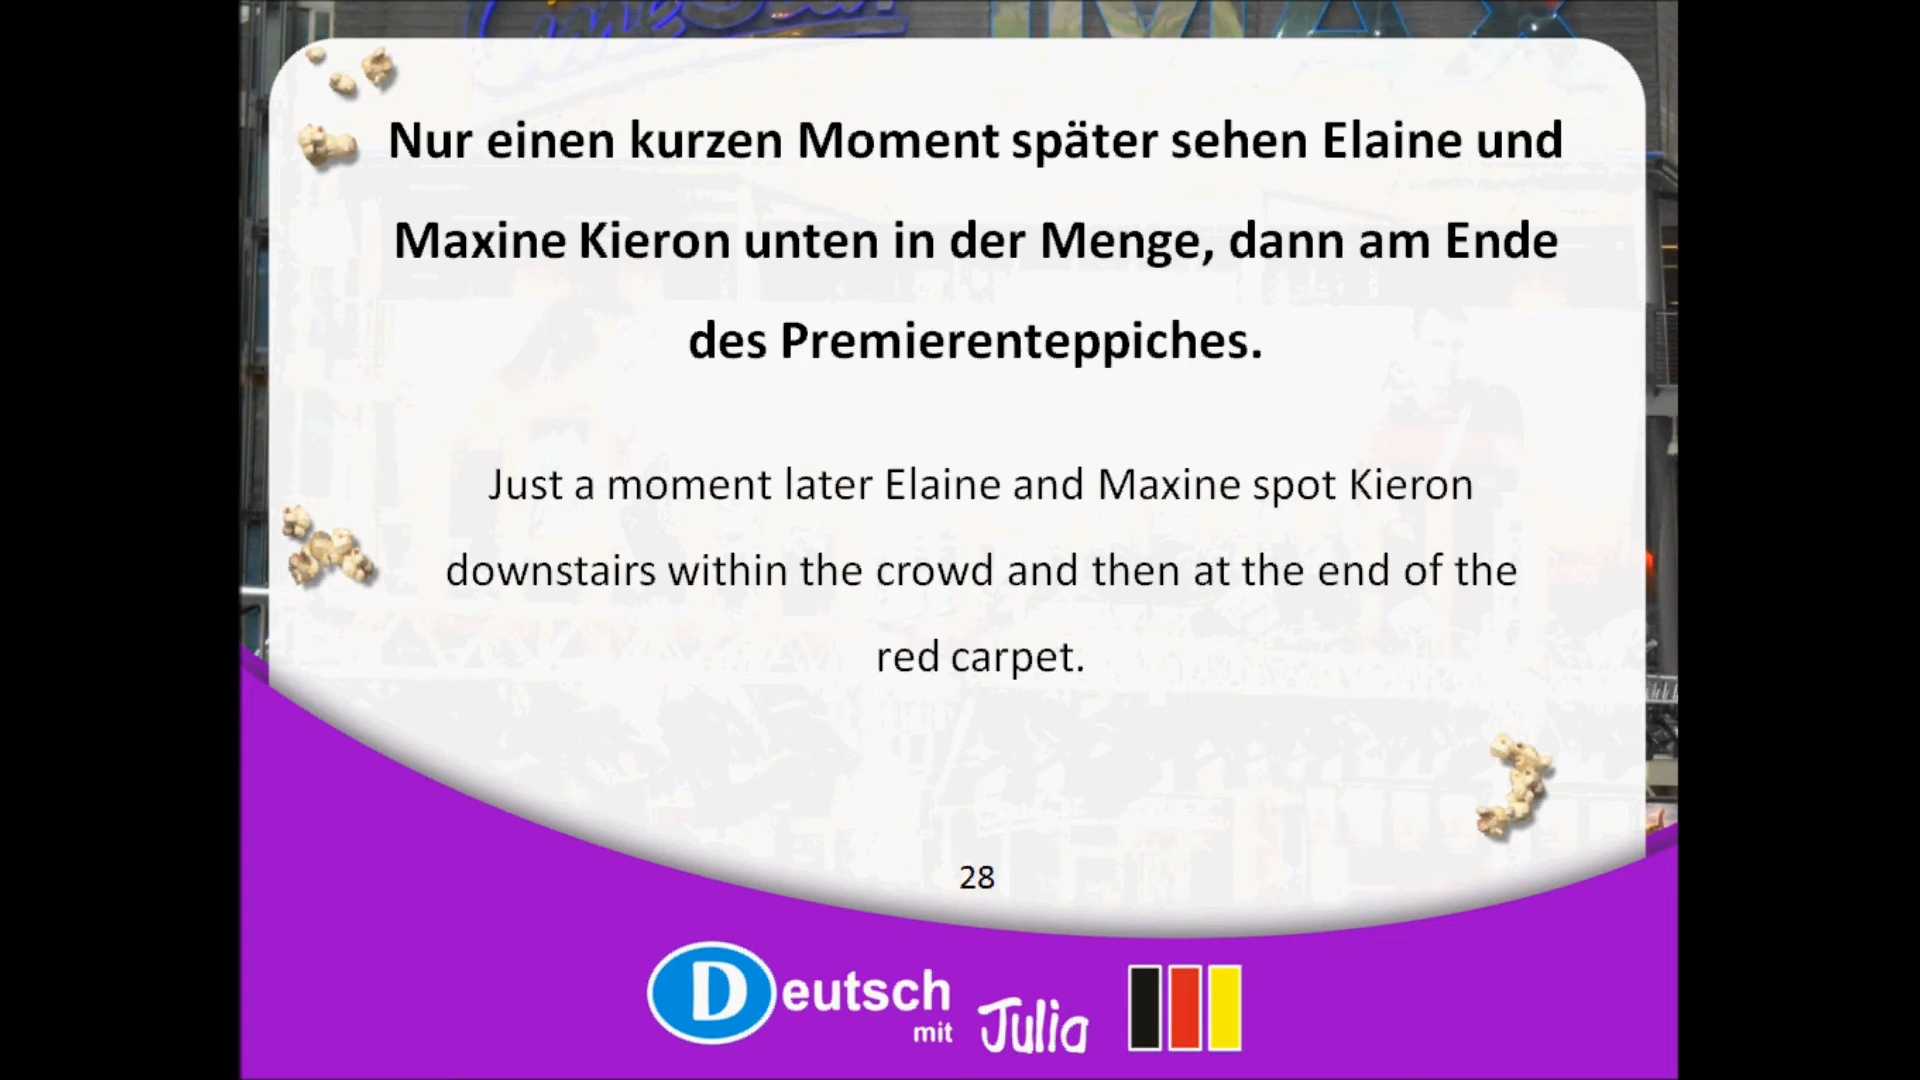 CineStar IMAX
Nur einen kurzen Moment später sehen Elaine und
Maxine Kieron unten in der Menge, dann am Ende
des Premierenteppiches.
Just a moment later Elaine and Maxine spot Kieron
downstairs within the crowd and then at the end of the
red carpet.
28
Deutsch
mit Julia